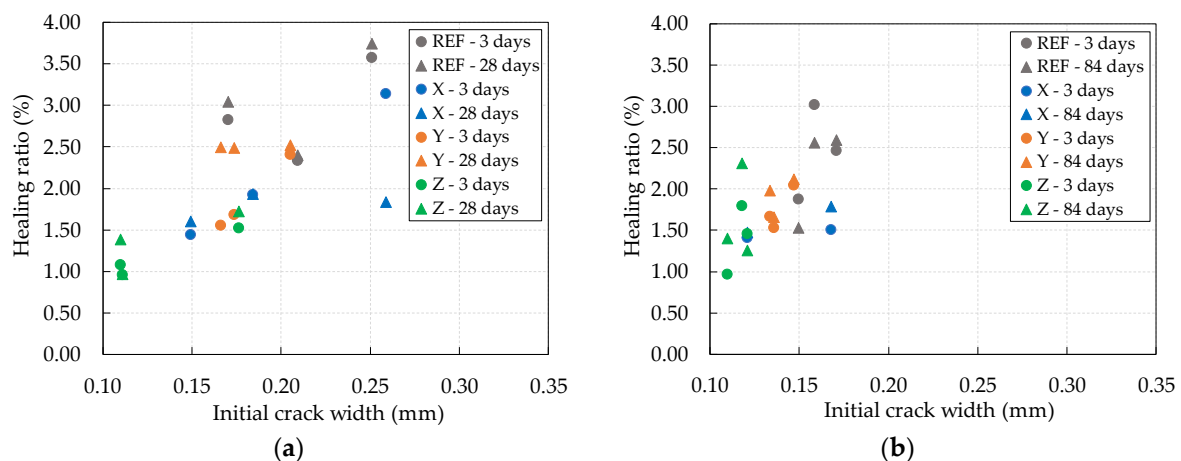 4.00
3.50
3.00
2.50
2.00
1.50
1.00
0.50
0.00
Healing ratio (%)
0.10 0.15 0.20 0.25 0.30 0.35
Initial crack width (mm)
REF - 3 days
REF - 28 days
X - 3 days
X - 28 days
Y - 3 days
Y - 28 days
Z - 3 days
Z - 28 days
(a)
4.00
3.50
3.00
2.50
2.00
1.50
1.00
0.50
0.00
Healing ratio (%)
0.10 0.15 0.20 0.25 0.30 0.35
Initial crack width (mm)
REF - 3 days
REF - 84 days
X - 3 days
X - 84 days
Y - 3 days
Y - 84 days
Z - 3 days
Z - 84 days
(b)